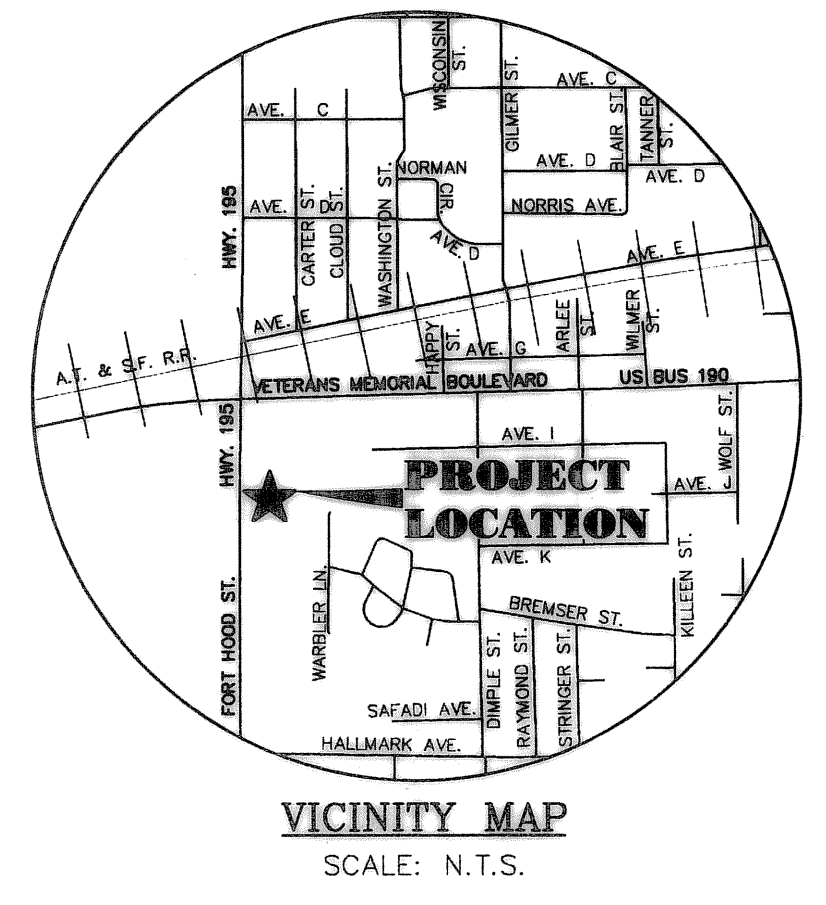 WISCONSIN ST.
GILMER ST.
AVE. C
AVE. C
BLAIR ST.
TANNER ST.
NORMAN CIR.
AVE. D
AVE. D
NORRIS AVE.
HWY. 195
AVE. D
CARTER ST.
CLOUD ST.
WASHINGTON ST.
AVE. D
AVE. E
AVE. E
HAPPY ST.
AVE. G
ARLEE ST.
WILMER ST.
A.T. & S.F. R.R.
VETERANS MEMORIAL BOULEVARD
US BUS 190
HWY. 195
AVE. I
WOLF ST.
PROJECT
LOCATION
AVE. J
AVE. K
KILLEEN ST.
FORT HOOD ST.
WARBLER LN.
BREMSER ST.
DIMPLE ST.
RAYMOND ST.
STRINGER ST.
SAFADI AVE.
HALLMARK AVE.
VICINITY MAP
SCALE: N.T.S.